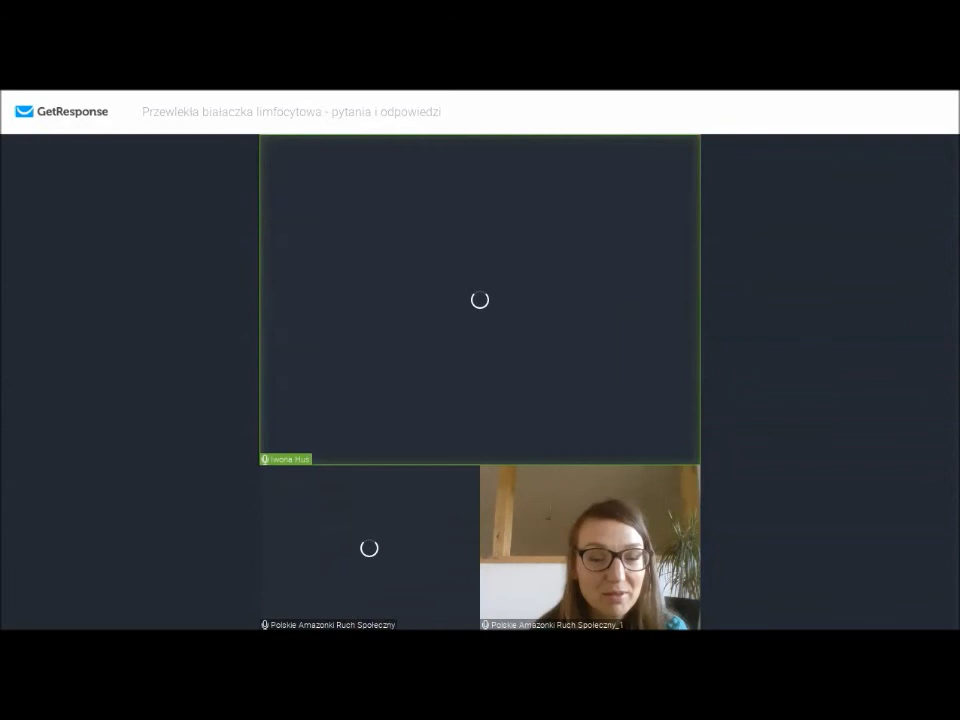 GetResponse
Przewlekła białaczka limfocytowa - pytania i odpowiedzi
Iwona Hus
Polskie Amazonki Ruch Społeczny
Polskie Amazonki Ruch Społeczny_1